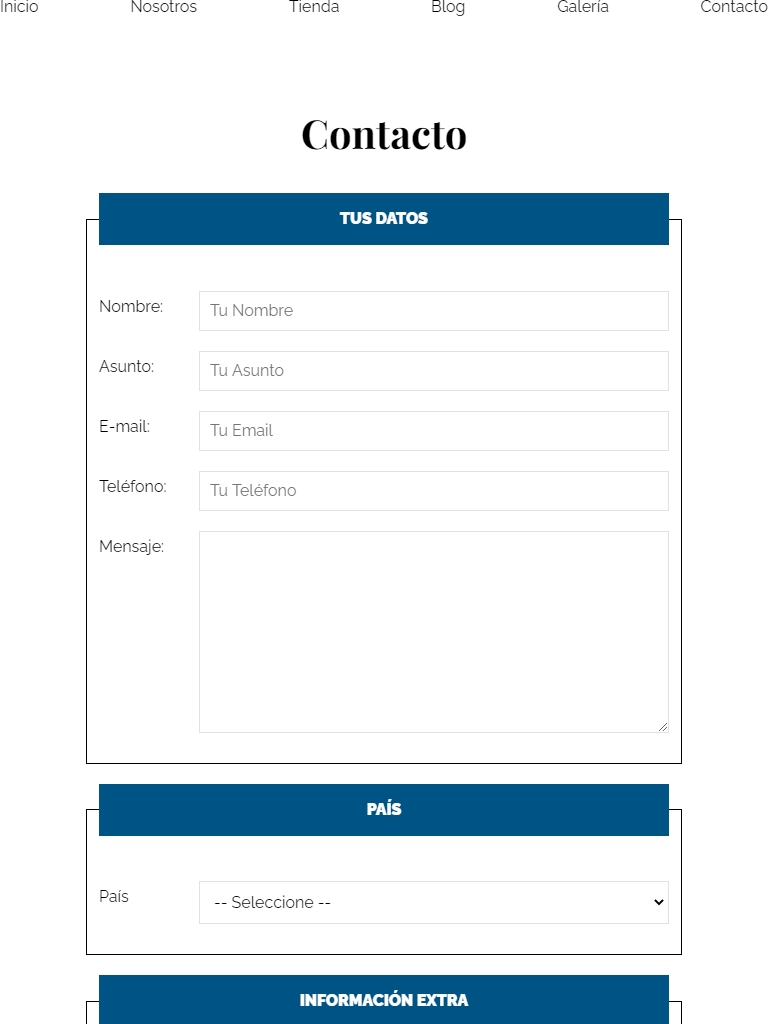 Inicio Nosotros Tienda Blog Galería Contacto
Contacto
TUS DATOS
Nombre: Tu Nombre
Asunto: Tu Asunto
E-mail: Tu Email
Teléfono: Tu Teléfono
Mensaje:
PAÍS
País -- Seleccione --
INFORMACIÓN EXTRA